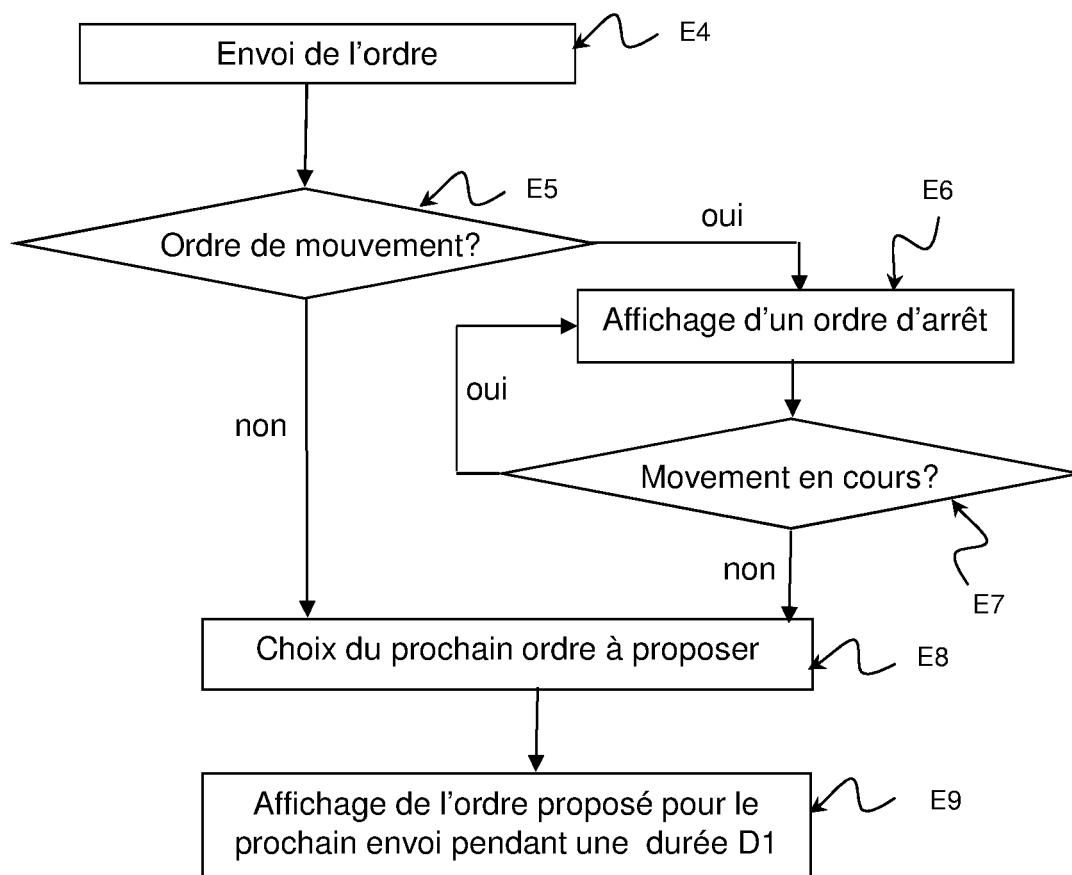 Envoi de l'ordre
E4
E5
Ordre de mouvement?
oui
E6
Affichage d'un ordre d'arrêt
oui
non
Movement en cours?
non
E7
Choix du prochain ordre à proposer
E8
Affichage de l'ordre proposé pour le
prochain envoi pendant une durée D1
E9